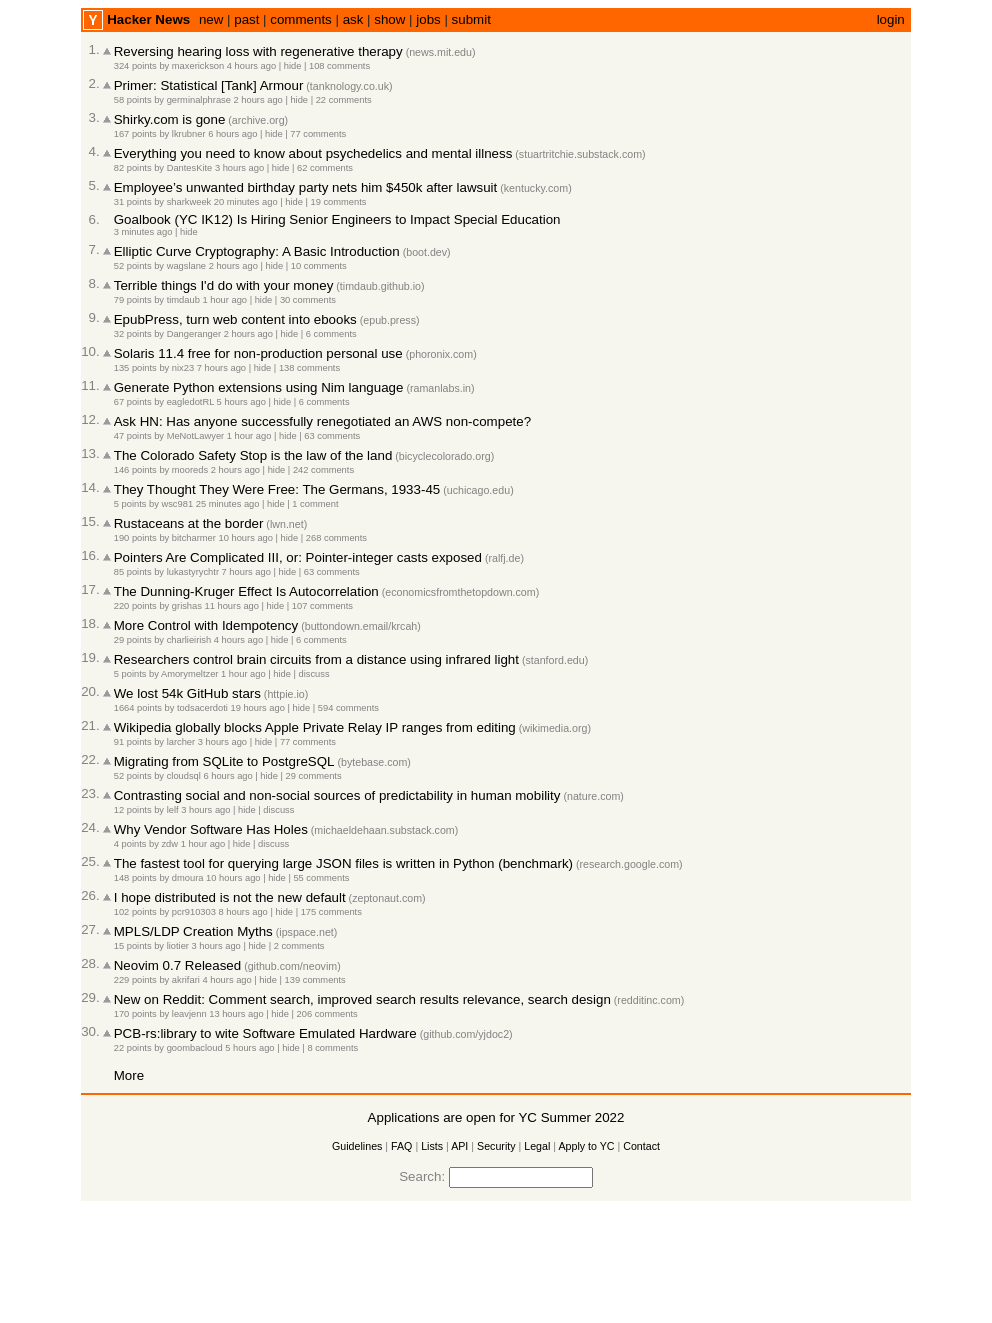 Y Hacker News new | past | comments | ask | show | jobs | submit login
1. Reversing hearing loss with regenerative therapy (news.mit.edu)
324 points by maxerickson 4 hours ago | hide | 108 comments
2. Primer: Statistical [Tank] Armour (tanknology.co.uk)
58 points by germinalphrase 2 hours ago | hide | 22 comments
3. Shirky.com is gone (archive.org)
167 points by lkrubner 6 hours ago | hide | 77 comments
4. Everything you need to know about psychedelics and mental illness (stuartritchie.substack.com)
82 points by DantesKite 3 hours ago | hide | 62 comments
5. Employee’s unwanted birthday party nets him $450k after lawsuit (kentucky.com)
31 points by sharkweek 20 minutes ago | hide | 19 comments
6. Goalbook (YC IK12) Is Hiring Senior Engineers to Impact Special Education
3 minutes ago | hide
7. Elliptic Curve Cryptography: A Basic Introduction (boot.dev)
52 points by wagslane 2 hours ago | hide | 10 comments
8. Terrible things I'd do with your money (timdaub.github.io)
79 points by timdaub 1 hour ago | hide | 30 comments
9. EpubPress, turn web content into ebooks (epub.press)
32 points by Dangeranger 2 hours ago | hide | 6 comments
10. Solaris 11.4 free for non-production personal use (phoronix.com)
135 points by nix23 7 hours ago | hide | 138 comments
11. Generate Python extensions using Nim language (ramanlabs.in)
67 points by eagledotRL 5 hours ago | hide | 6 comments
12. Ask HN: Has anyone successfully renegotiated an AWS non-compete?
47 points by MeNotLawyer 1 hour ago | hide | 63 comments
13. The Colorado Safety Stop is the law of the land (bicyclecolorado.org)
146 points by mooreds 2 hours ago | hide | 242 comments
14. They Thought They Were Free: The Germans, 1933-45 (uchicago.edu)
5 points by wsc981 25 minutes ago | hide | 1 comment
15. Rustaceans at the border (lwn.net)
190 points by bitcharmer 10 hours ago | hide | 268 comments
16. Pointers Are Complicated III, or: Pointer-integer casts exposed (ralfj.de)
85 points by lukastyrychtr 7 hours ago | hide | 63 comments
17. The Dunning-Kruger Effect Is Autocorrelation (economicsfromthetopdown.com)
220 points by grishas 11 hours ago | hide | 107 comments
18. More Control with Idempotency (buttondown.email/krcah)
29 points by charlieirish 4 hours ago | hide | 6 comments
19. Researchers control brain circuits from a distance using infrared light (stanford.edu)
5 points by Amorymeltzer 1 hour ago | hide | discuss
20. We lost 54k GitHub stars (httpie.io)
1664 points by todsacerdoti 19 hours ago | hide | 594 comments
21. Wikipedia globally blocks Apple Private Relay IP ranges from editing (wikimedia.org)
91 points by larcher 3 hours ago | hide | 77 comments
22. Migrating from SQLite to PostgreSQL (bytebase.com)
52 points by cloudsql 6 hours ago | hide | 29 comments
23. Contrasting social and non-social sources of predictability in human mobility (nature.com)
12 points by lelf 3 hours ago | hide | discuss
24. Why Vendor Software Has Holes (michaeldehaan.substack.com)
4 points by zdw 1 hour ago | hide | discuss
25. The fastest tool for querying large JSON files is written in Python (benchmark) (research.google.com)
148 points by dmoura 10 hours ago | hide | 55 comments
26. I hope distributed is not the new default (zeptonaut.com)
102 points by pcr910303 8 hours ago | hide | 175 comments
27. MPLS/LDP Creation Myths (ipspace.net)
15 points by liotier 3 hours ago | hide | 2 comments
28. Neovim 0.7 Released (github.com/neovim)
229 points by akrifari 4 hours ago | hide | 139 comments
29. New on Reddit: Comment search, improved search results relevance, search design (redditinc.com)
170 points by leavjenn 13 hours ago | hide | 206 comments
30. PCB-rs:library to wite Software Emulated Hardware (github.com/yjdoc2)
22 points by goombacloud 5 hours ago | hide | 8 comments
More
Applications are open for YC Summer 2022
Guidelines | FAQ | Lists | API | Security | Legal | Apply to YC | Contact
Search: